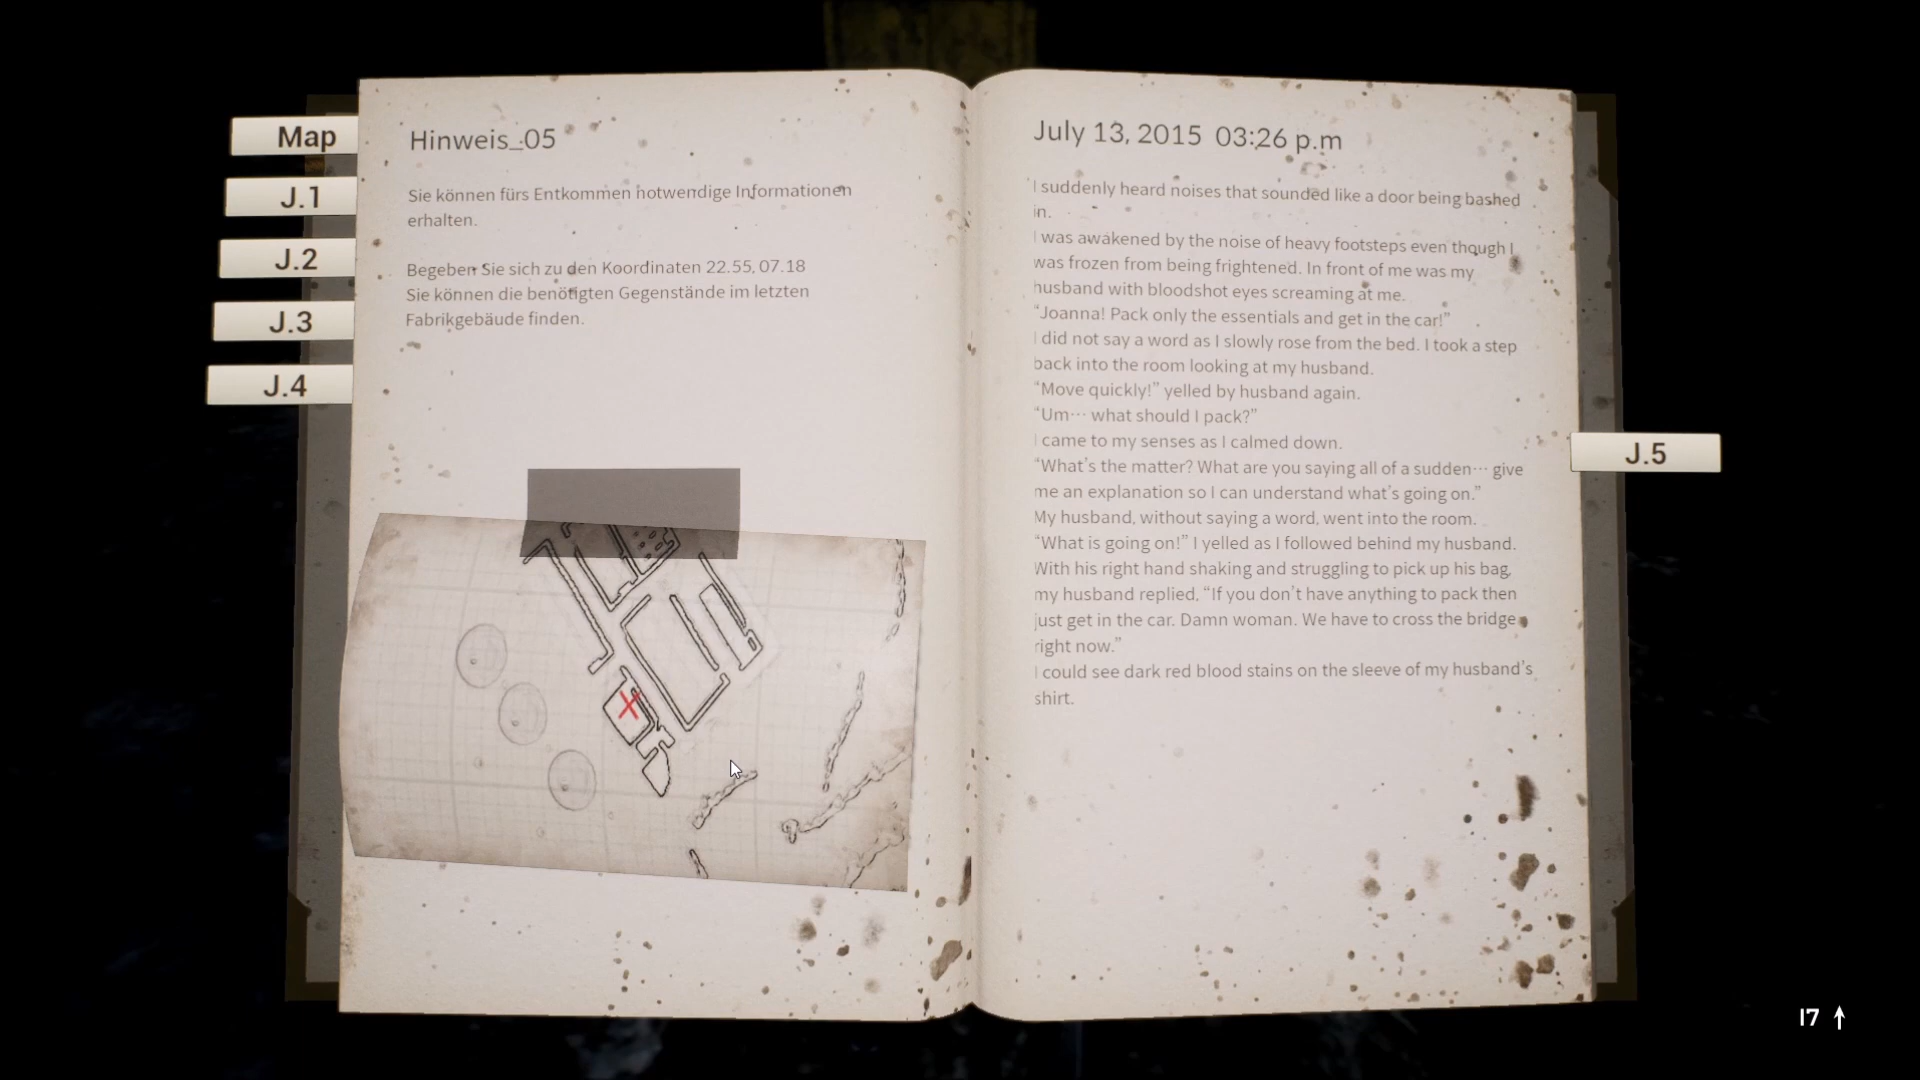 Map
J.1
J.2
J.3
J.4
Hinweis_05
Sie können fürs Entkommen notwendige Informationen
erhalten.
Begeben Sie sich zu den Koordinaten 22.55, 07.18
Sie können die benötigten Gegenstände im letzten
Fabrikgebäude finden.
July 13, 2015 03:26 p.m
I suddenly heard noises that sounded like a door being bashed
in.
I was awakened by the noise of heavy footsteps even though I
was frozen from being frightened. In front of me was my
husband with bloodshot eyes screaming at me.
“Joanna! Pack only the essentials and get in the car!”
I did not say a word as I slowly rose from the bed. I took a step
back into the room looking at my husband.
“Move quickly!” yelled by husband again.
“Um… what should I pack?”
I came to my senses as I calmed down.
“What’s the matter? What are you saying all of a sudden… give
me an explanation so I can understand what’s going on.”
My husband, without saying a word, went into the room.
“What is going on!” I yelled as I followed behind my husband.
With his right hand shaking and struggling to pick up his bag,
my husband replied, “If you don’t have anything to pack then
just get in the car. Damn woman. We have to cross the bridge
right now.”
I could see dark red blood stains on the sleeve of my husband’s
shirt.
J.5
17